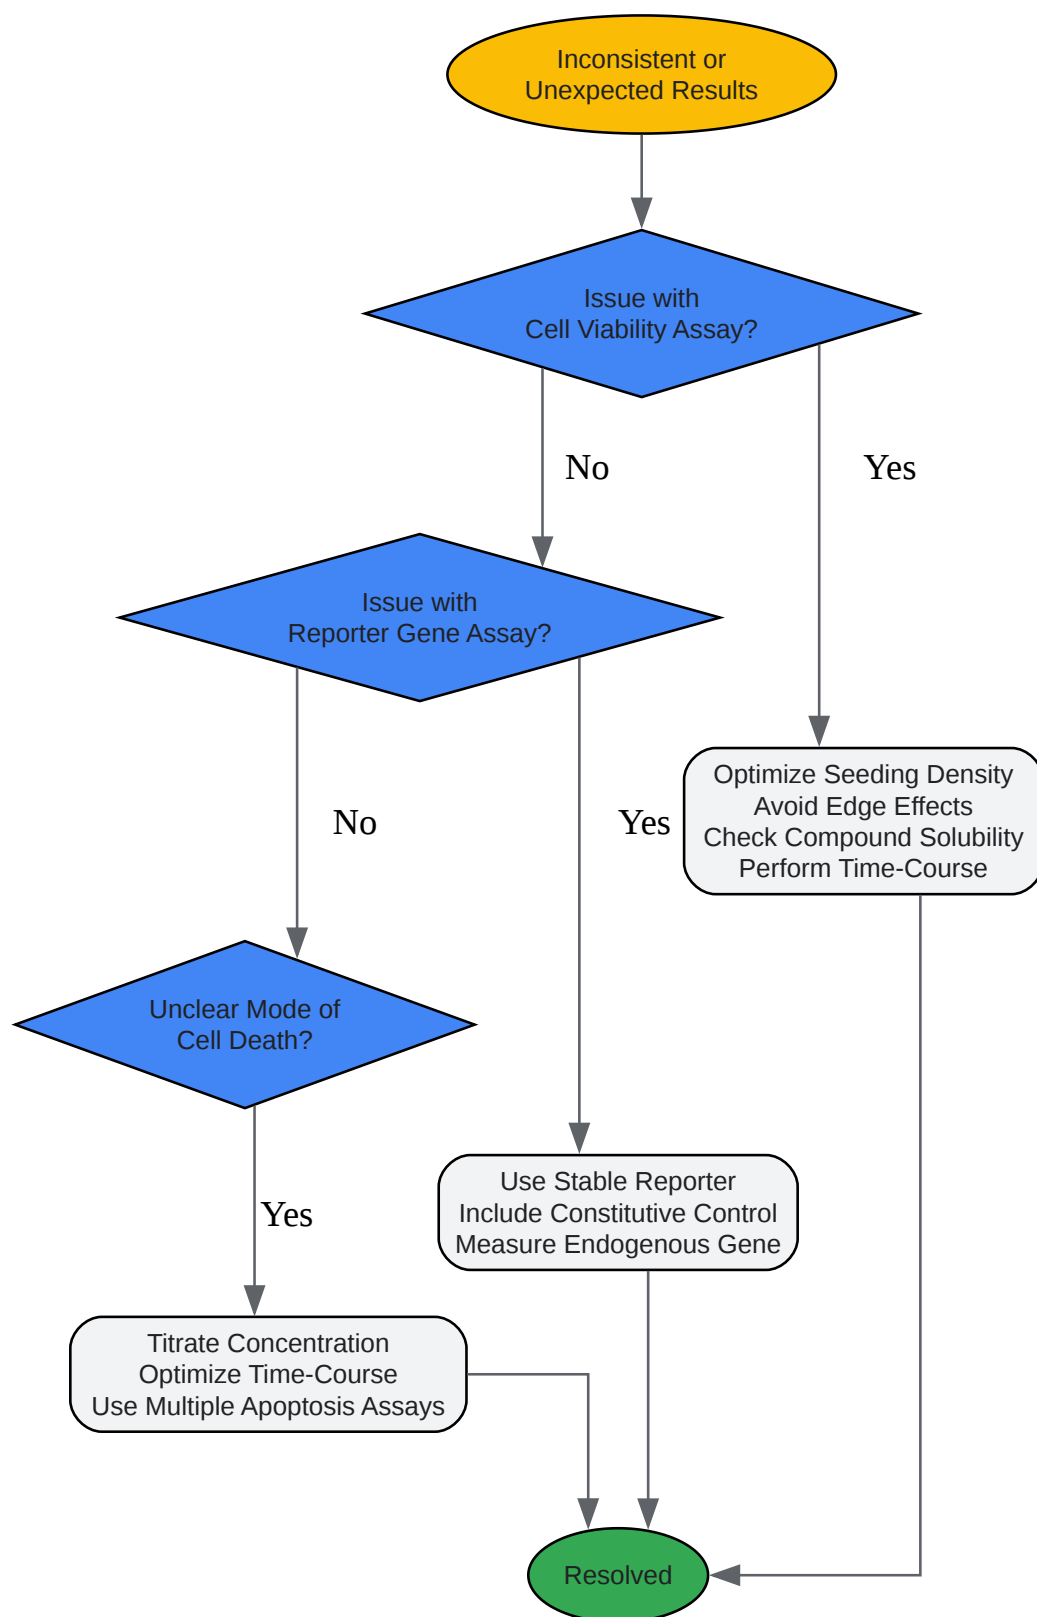 Inconsistent or
Unexpected Results
Issue with
Cell Viability Assay?
No
Yes
Issue with
Reporter Gene Assay?
Optimize Seeding Density
Avoid Edge Effects
Check Compound Solubility
Perform Time-Course
No
Yes
Unclear Mode of
Cell Death?
Use Stable Reporter
Include Constitutive Control
Measure Endogenous Gene
Yes
Titrate Concentration
Optimize Time-Course
Use Multiple Apoptosis Assays
Resolved